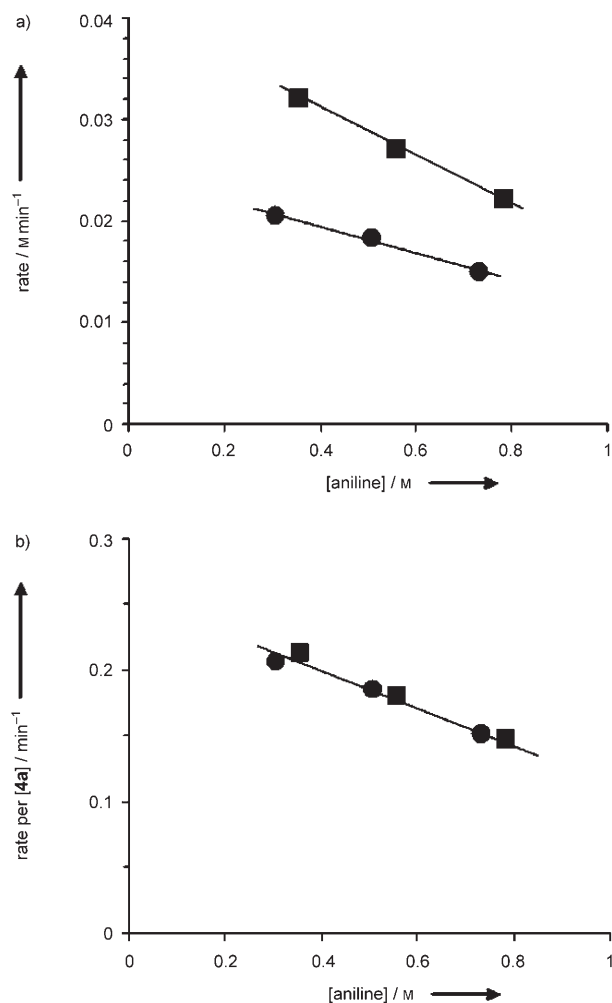 a)
0.04
0.03
0.02
0.01
0
rate / M min⁻¹
0 0.2 0.4 0.6 0.8 1
[aniline] / M
b)
0.3
0.2
0.1
0
rate per [4a] / min⁻¹
0 0.2 0.4 0.6 0.8 1
[aniline] / M